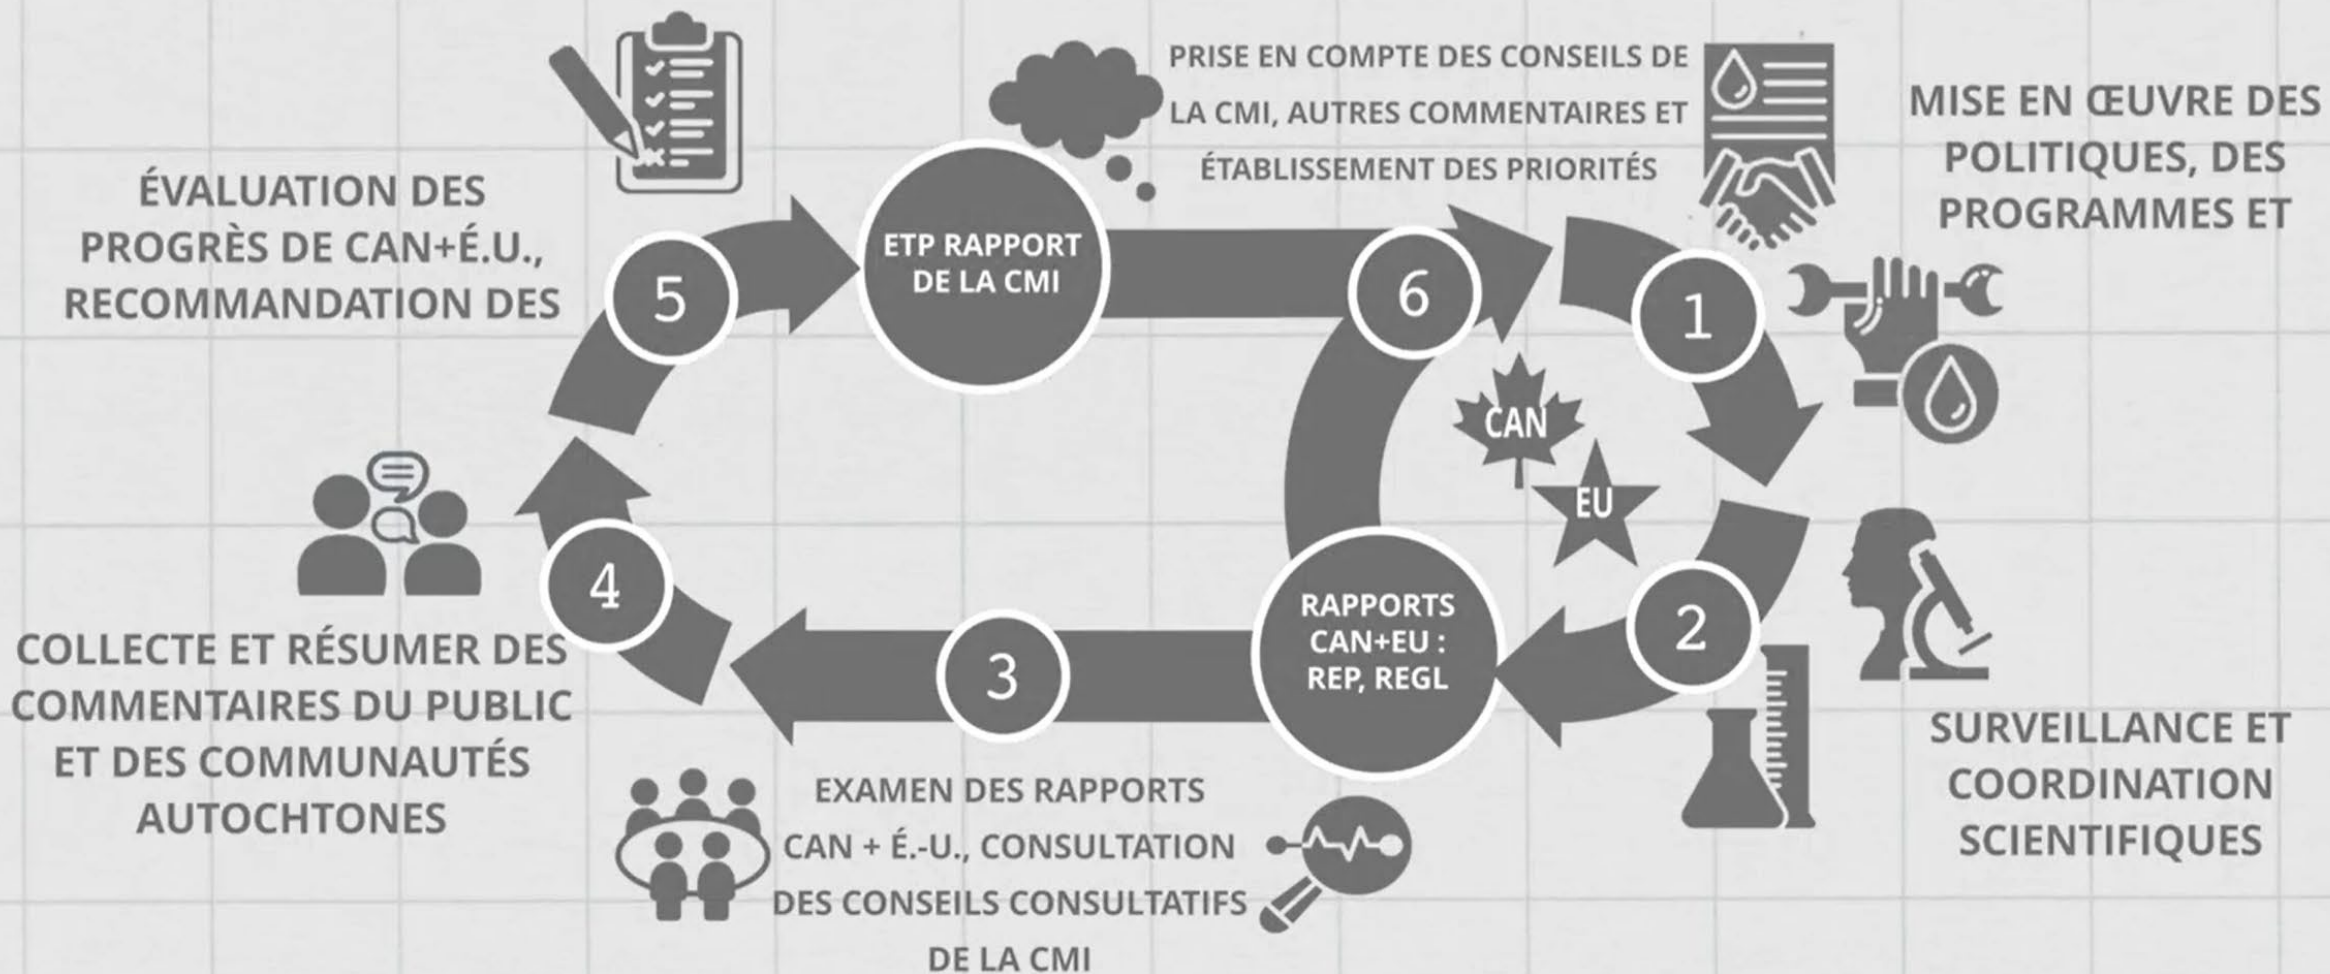 PRISE EN COMPTE DES CONSEILS DE
LA CMI, AUTRES COMMENTAIRES ET
ÉTABLISSEMENT DES PRIORITÉS
MISE EN ŒUVRE DES
POLITIQUES, DES
PROGRAMMES ET
ÉVALUATION DES
PROGRÈS DE CAN+É.U.,
RECOMMANDATION DES
5
ETP RAPPORT
DE LA CMI
6
1
CAN
EU
4
3
RAPPORTS
CAN+EU :
REP, REGL
2
COLLECTE ET RÉSUMER DES
COMMENTAIRES DU PUBLIC
ET DES COMMUNAUTÉS
AUTOCHTONES
EXAMEN DES RAPPORTS
CAN + É.-U., CONSULTATION
DES CONSEILS CONSULTATIFS
DE LA CMI
SURVEILLANCE ET
COORDINATION
SCIENTIFIQUES